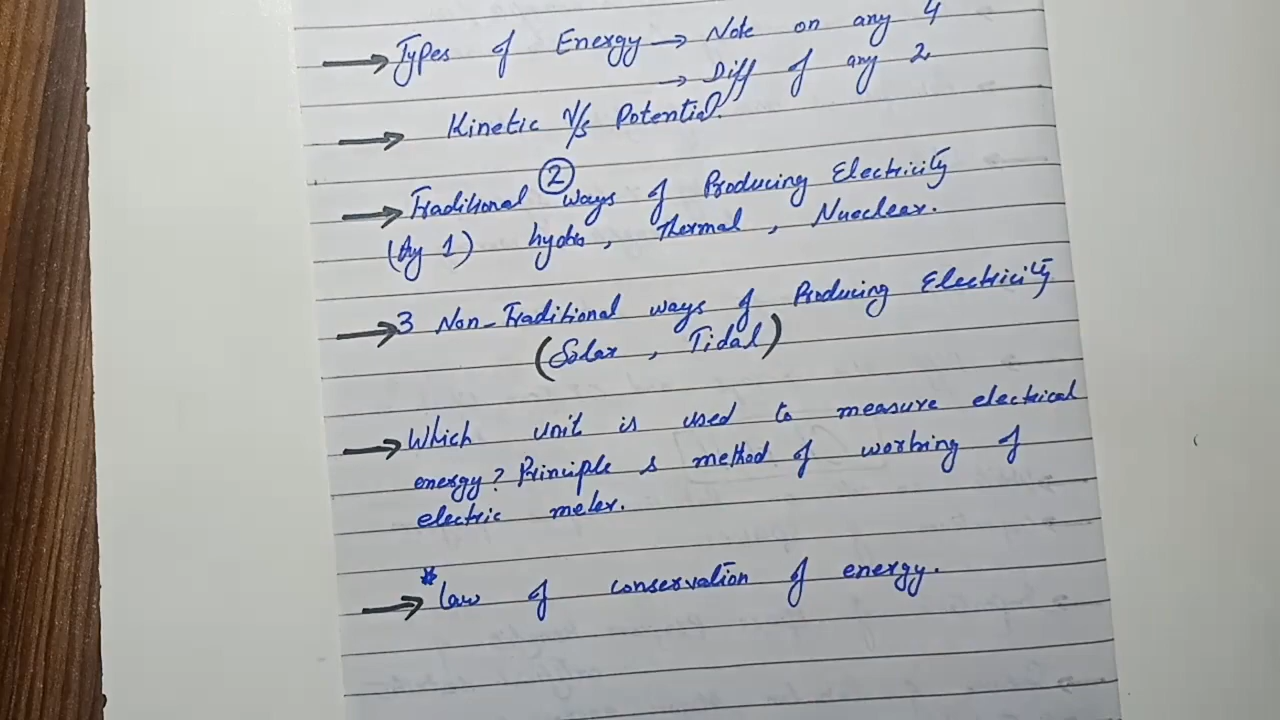 → Types of Energy → Note on any 4
→ Diff of any 2
→ Kinetic V/s Potential.
→ Traditional ② ways of Producing Electricity
(Any 1) hydro, Thermal, Nueclear.
→ 3 Non-Traditional ways of Producing Electricity
(Solar, Tidal)
→ Which unit is used to measure electrical
energy? Principle & method of working of
electric meter.
→ *Law of conservation of energy.